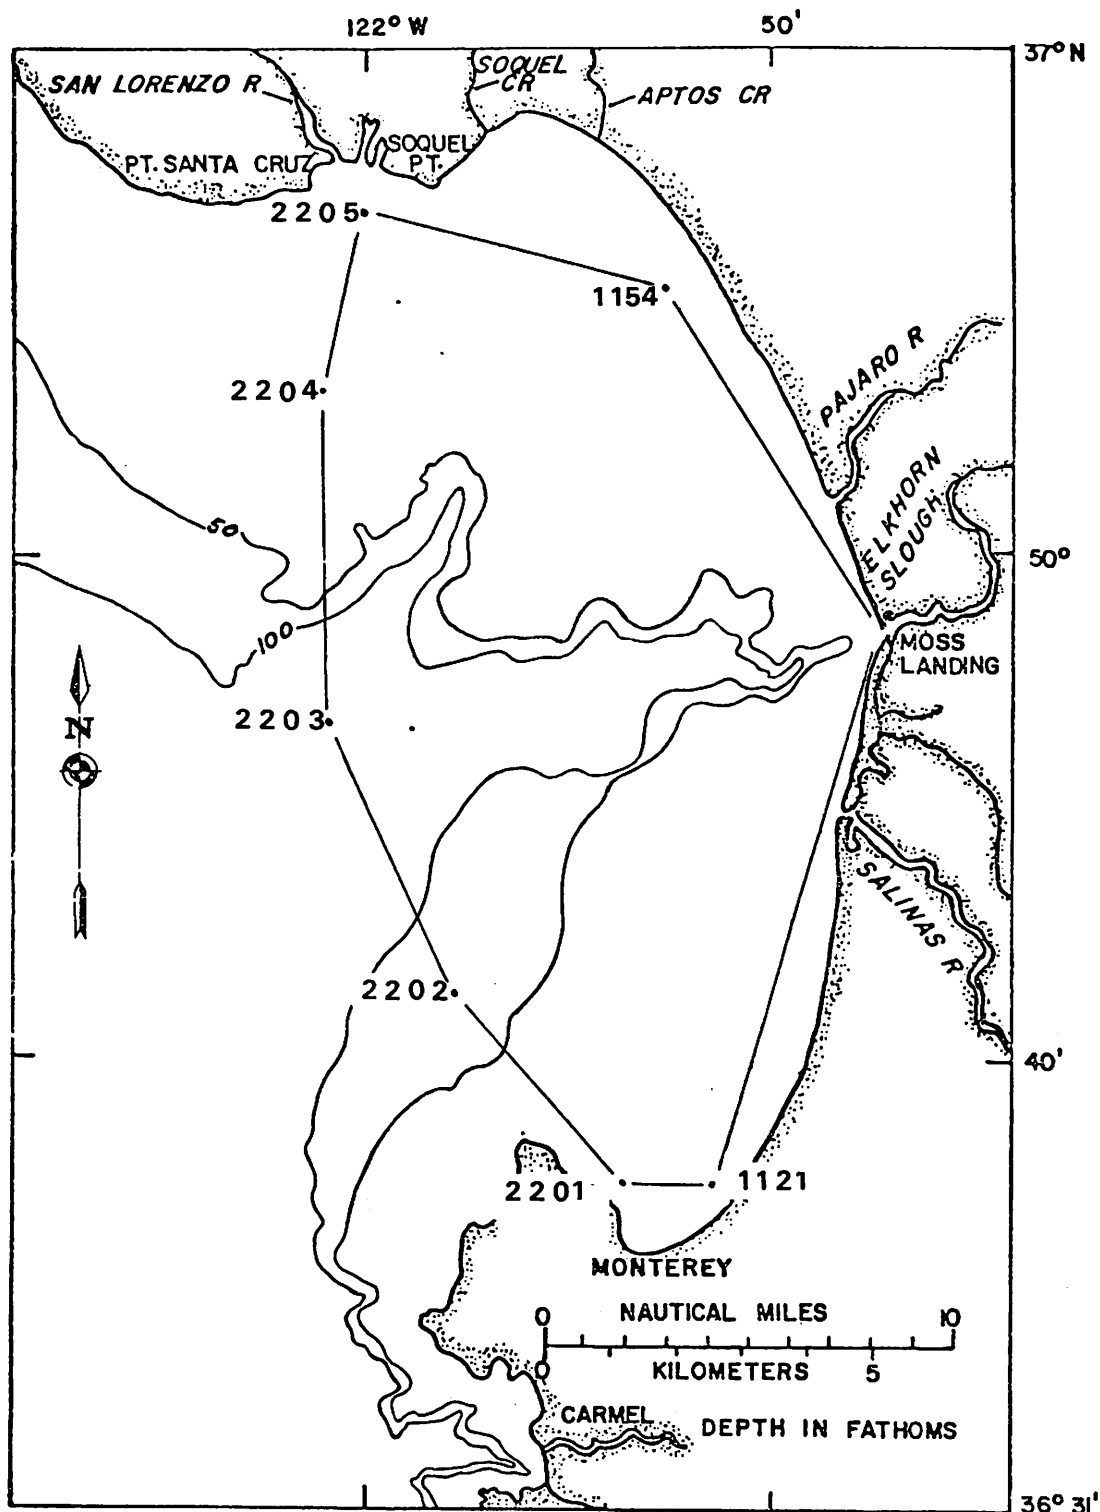 122° W
50'
37° N
SAN LORENZO R
SOQUEL
CR
APTOS CR
PT. SANTA CRUZ
SOQUEL
PT.
2205
1154
2204
PAJARO R
ELKHORN
SLOUGH
50
50°
100
MOSS
LANDING
N
2203
SALINAS R
2202
40'
2201
1121
MONTEREY
0 NAUTICAL MILES 10
0 KILOMETERS 5
CARMEL
DEPTH IN FATHOMS
36° 31'